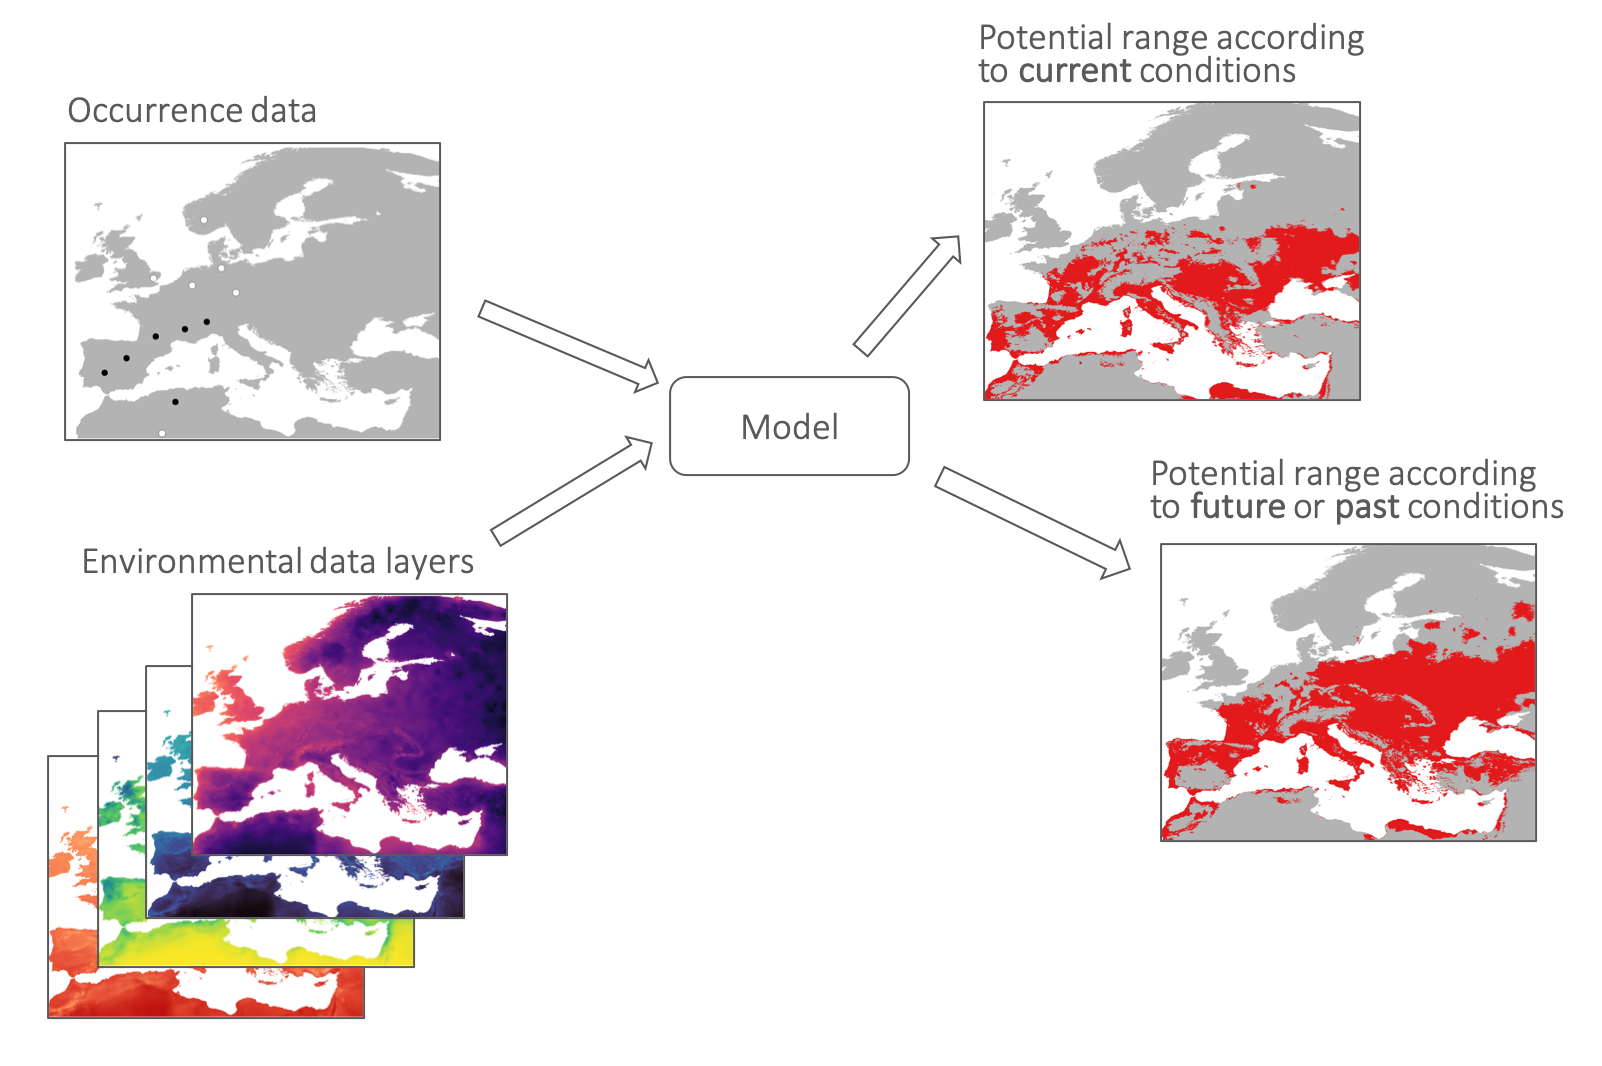 Potential range according
to current conditions
Occurrence data
Model
Potential range according
to future or past conditions
Environmental data layers